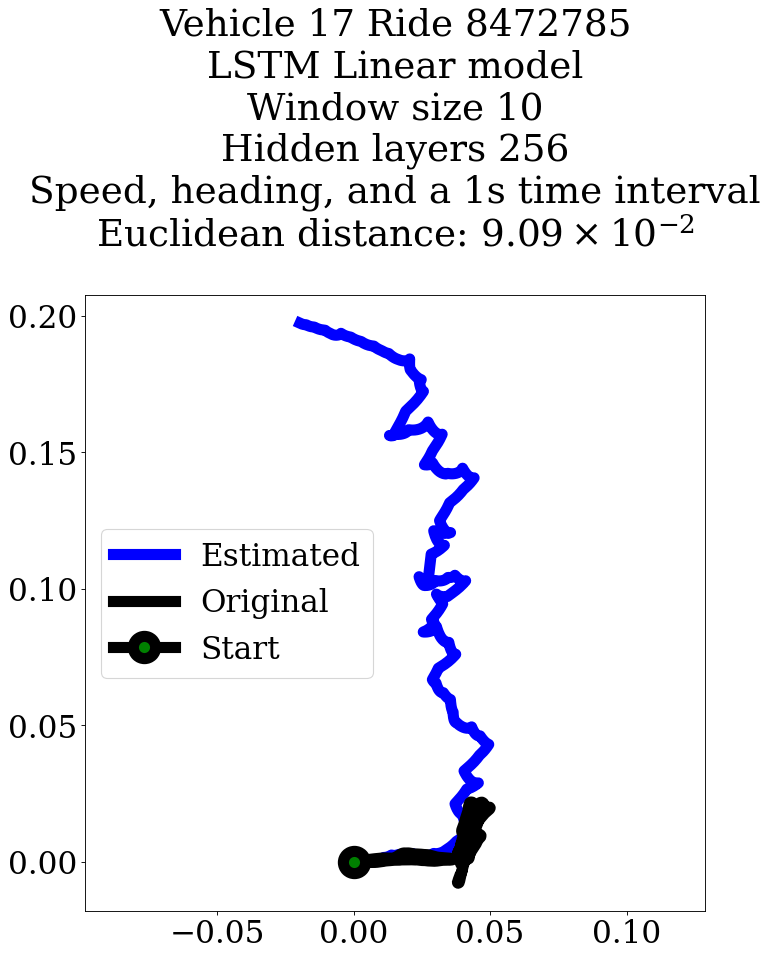 Vehicle 17 Ride 8472785
LSTM Linear model
Window size 10
Hidden layers 256
Speed, heading, and a 1s time interval
Euclidean distance: 9.09 × 10⁻²
0.20
0.15
0.10
0.05
0.00
Estimated
Original
Start
−0.05 0.00 0.05 0.10